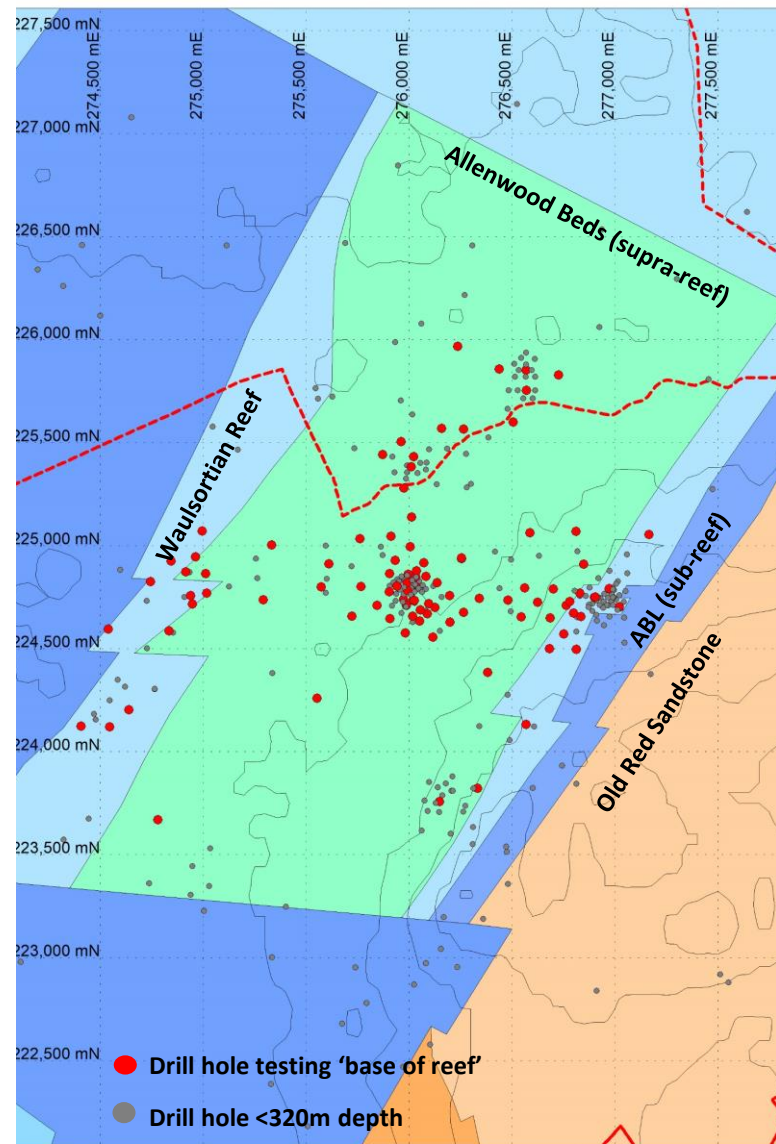 227,500 mN
274,500 mE
275,000 mE
275,500 mE
276,000 mE
276,500 mE
277,000 mE
277,500 mE
227,000 mN
Allenwood Beds (supra-reef)
226,500 mN
226,000 mN
225,500 mN
Waulsortian Reef
225,000 mN
ABL (sub-reef)
224,500 mN
Old Red Sandstone
224,000 mN
223,500 mN
223,000 mN
222,500 mN
Drill hole testing ‘base of reef’
Drill hole <320m depth